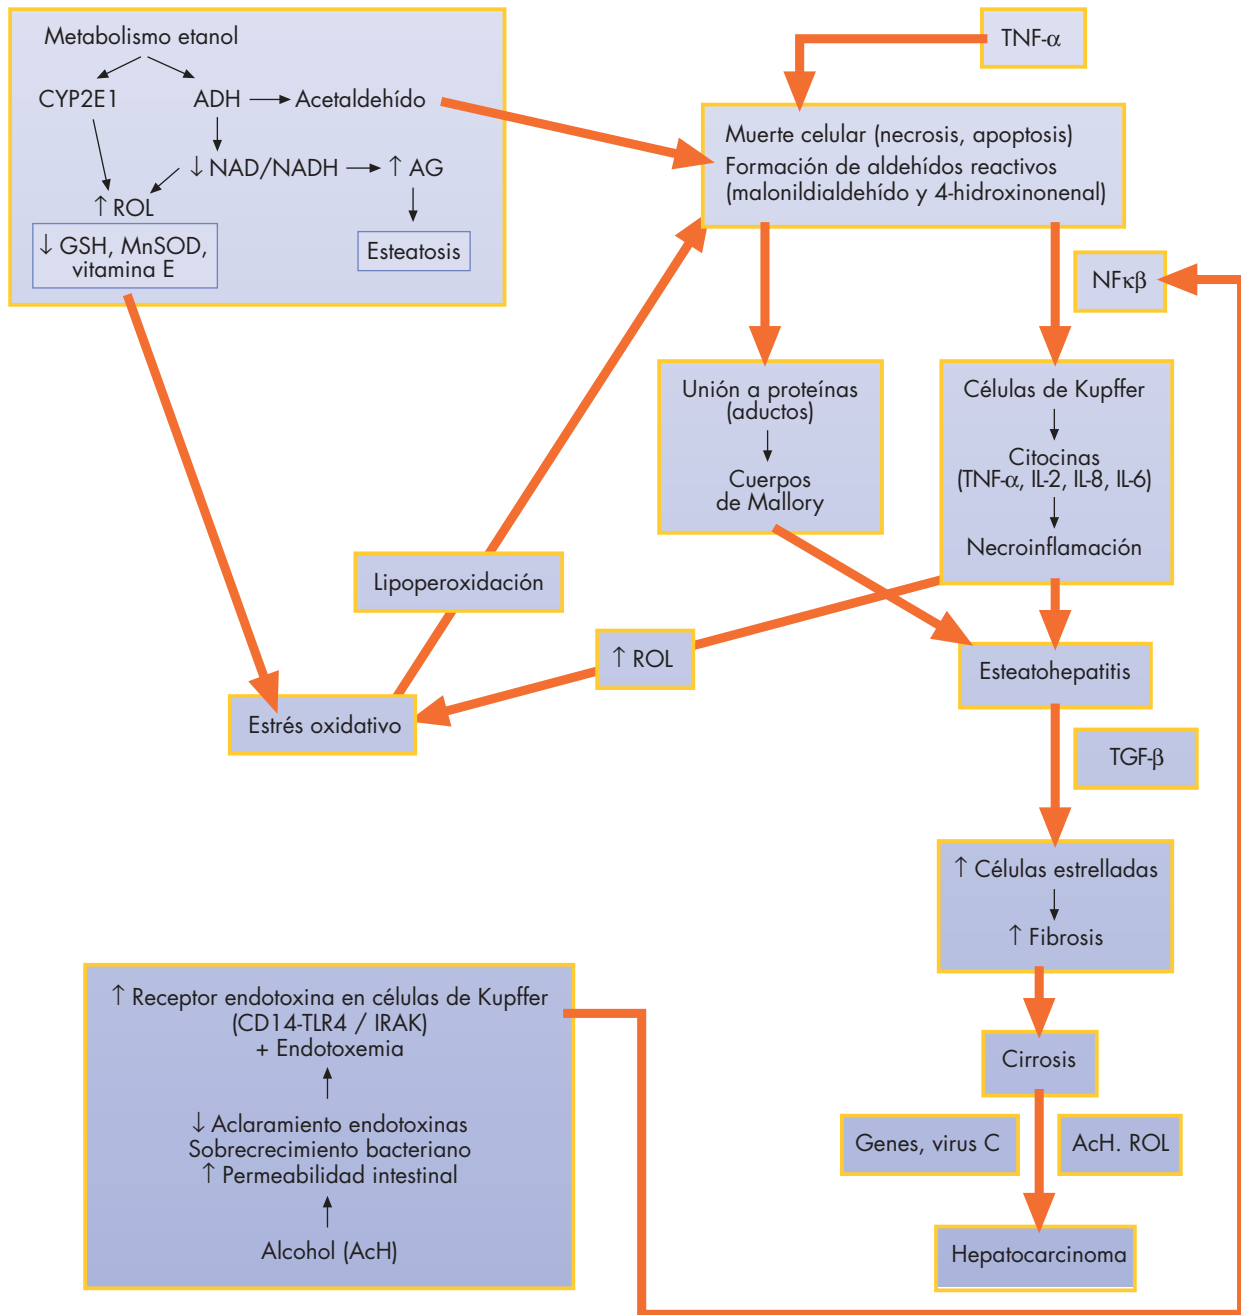 Metabolismo etanol
CYP2E1
ADH
Acetaldehído
↓ NAD/NADH
↑ AG
↑ ROL
↓ GSH, MnSOD,
vitamina E
Esteatosis
TNF-α
Muerte celular (necrosis, apoptosis)
Formación de aldehídos reactivos
(malonildialdehído y 4-hidroxinonenal)
NFκβ
Unión a proteínas
(aductos)
Cuerpos
de Mallory
Células de Kupffer
Citocinas
(TNF-α, IL-2, IL-8, IL-6)
Necroinflamación
Lipoperoxidación
↑ ROL
Estrés oxidativo
Esteatohepatitis
TGF-β
↑ Células estrelladas
↑ Fibrosis
Cirrosis
Genes, virus C
AcH. ROL
Hepatocarcinoma
↑ Receptor endotoxina en células de Kupffer
(CD14-TLR4 / IRAK)
+ Endotoxemia
↓ Aclaramiento endotoxinas
Sobrecrecimiento bacteriano
↑ Permeabilidad intestinal
Alcohol (AcH)